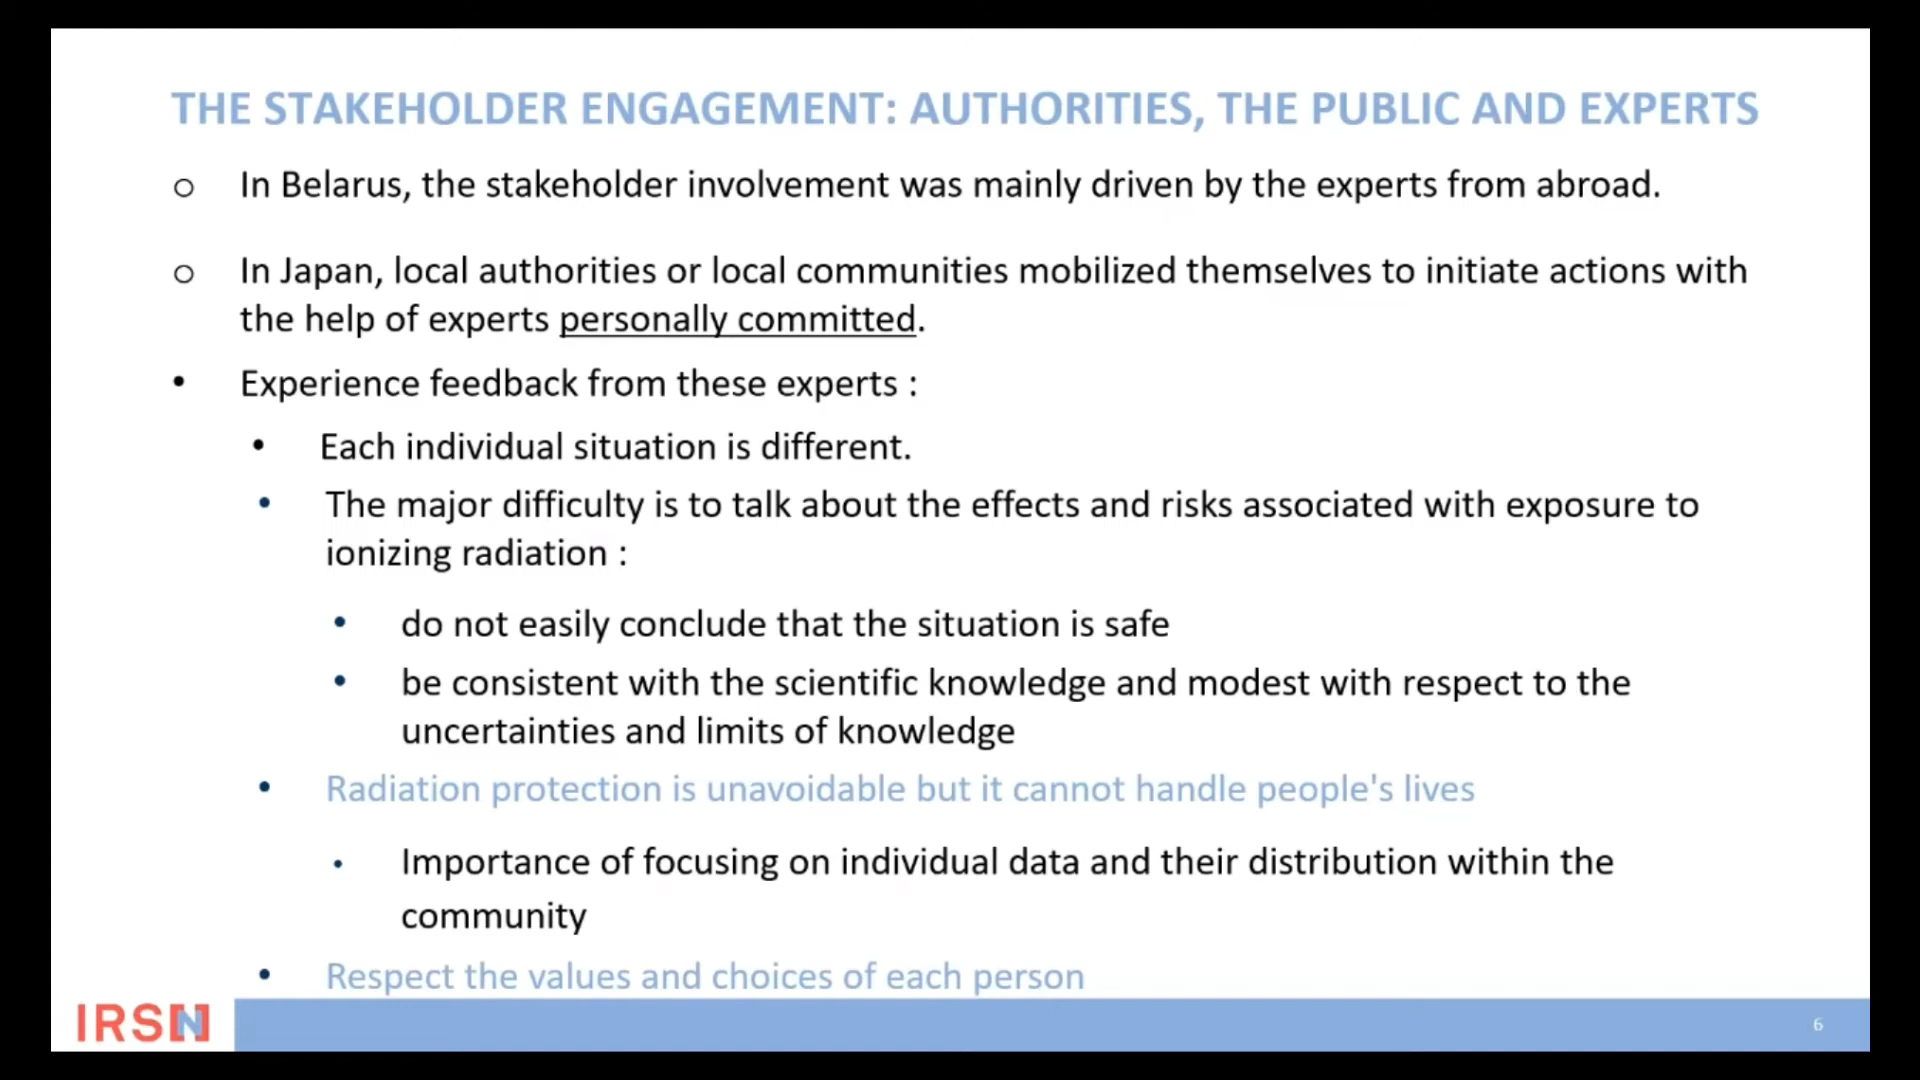 THE STAKEHOLDER ENGAGEMENT: AUTHORITIES, THE PUBLIC AND EXPERTS
o In Belarus, the stakeholder involvement was mainly driven by the experts from abroad.
o In Japan, local authorities or local communities mobilized themselves to initiate actions with
the help of experts personally committed.
• Experience feedback from these experts :
• Each individual situation is different.
• The major difficulty is to talk about the effects and risks associated with exposure to
ionizing radiation :
• do not easily conclude that the situation is safe
• be consistent with the scientific knowledge and modest with respect to the
uncertainties and limits of knowledge
• Radiation protection is unavoidable but it cannot handle people's lives
• Importance of focusing on individual data and their distribution within the
community
• Respect the values and choices of each person
IRSN
6